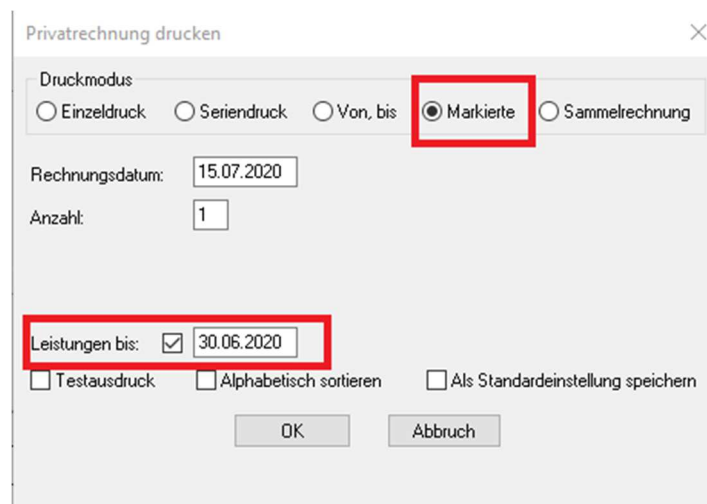 Privatrechnung drucken
Druckmodus
Einzeldruck Seriendruck Von, bis Markierte Sammelrechnung
Rechnungsdatum: 15.07.2020
Anzahl: 1
Leistungen bis: 30.06.2020
Testausdruck Alphabetisch sortieren Als Standardeinstellung speichern
OK Abbruch